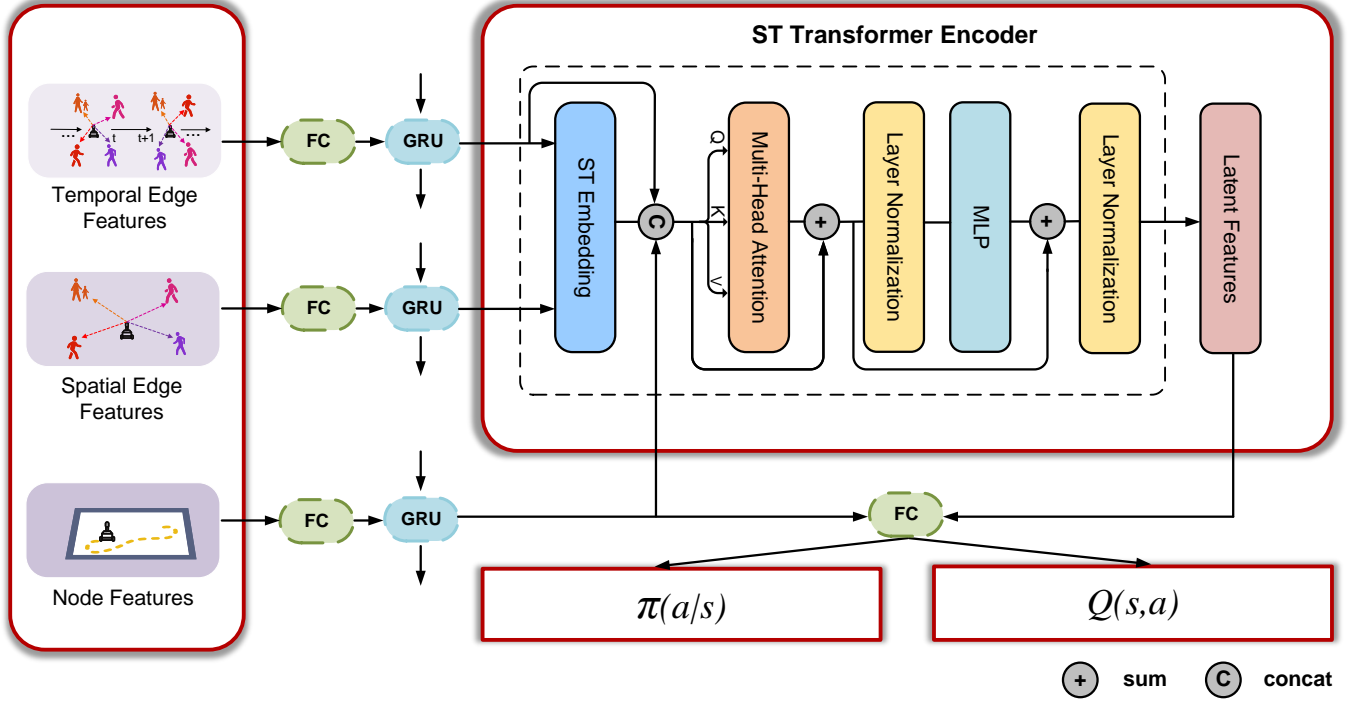 ST Transformer Encoder
... t t+1 ...
Temporal Edge
Features
FC
GRU
ST Embedding
C
Q
K
V
Multi-Head Attention
+
Layer Normalization
MLP
+
Layer Normalization
Latent Features
Spatial Edge
Features
FC
GRU
Node Features
FC
GRU
FC
π(a/s)
Q(s,a)
+ sum
C concat